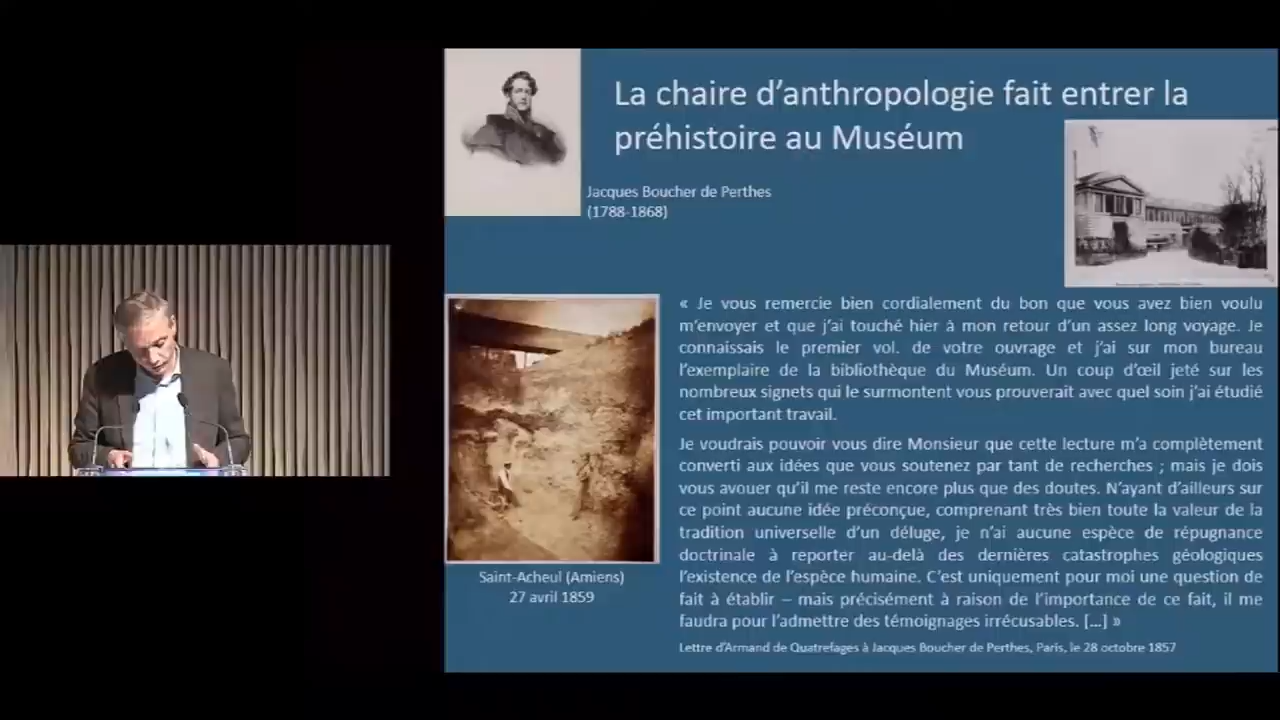 La chaire d’anthropologie fait entrer la
préhistoire au Muséum
Jacques Boucher de Perthes
(1788-1868)
« Je vous remercie bien cordialement du bon que vous avez bien voulu
m’envoyer et que j’ai touché hier à mon retour d’un assez long voyage. Je
connaissais le premier vol. de votre ouvrage et j’ai sur mon bureau
l’exemplaire de la bibliothèque du Muséum. Un coup d’œil jeté sur les
nombreux signets qui le surmontent vous prouverait avec quel soin j’ai étudié
cet important travail.
Je voudrais pouvoir vous dire Monsieur que cette lecture m’a complètement
converti aux idées que vous soutenez par tant de recherches ; mais je dois
vous avouer qu’il me reste encore plus que des doutes. N’ayant d’ailleurs sur
ce point aucune idée préconçue, comprenant très bien toute la valeur de la
tradition universelle d’un déluge, je n’ai aucune espèce de répugnance
doctrinale à reporter au-delà des dernières catastrophes géologiques
l’existence de l’espèce humaine. C’est uniquement pour moi une question de
fait à établir – mais précisément à raison de l’importance de ce fait, il me
faudra pour l’admettre des témoignages irrécusables. […] »
Lettre d’Armand de Quatrefages à Jacques Boucher de Perthes, Paris, le 28 octobre 1857
Saint-Acheul (Amiens)
27 avril 1859